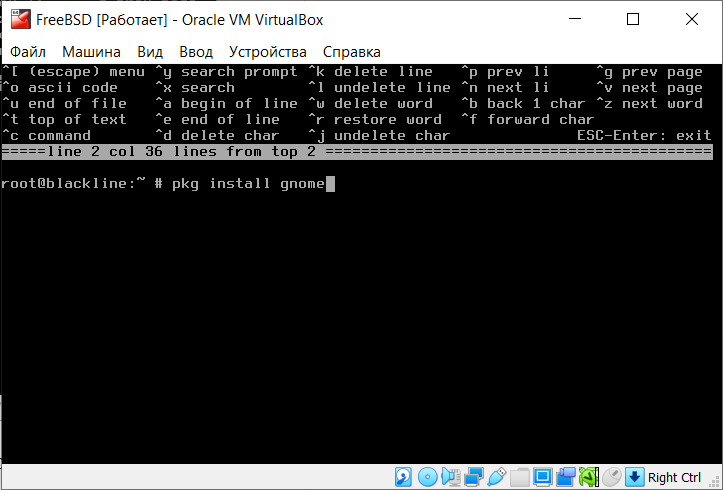 FreeBSD [Работает] - Oracle VM VirtualBox
Файл Машина Вид Ввод Устройства Справка
^[ (escape) menu ^y search prompt ^k delete line ^p prev li ^g prev page
^o ascii code ^x search ^l undelete line ^n next li ^v next page
^u end of file ^a begin of line ^w delete word ^b back 1 char ^z next word
^t top of text ^e end of line ^r restore word ^f forward char
^c command ^d delete char ^j undelete char ESC-Enter: exit
=====line 2 col 36 lines from top 2 ============================================
root@blackline:~ # pkg install gnome
Right Ctrl